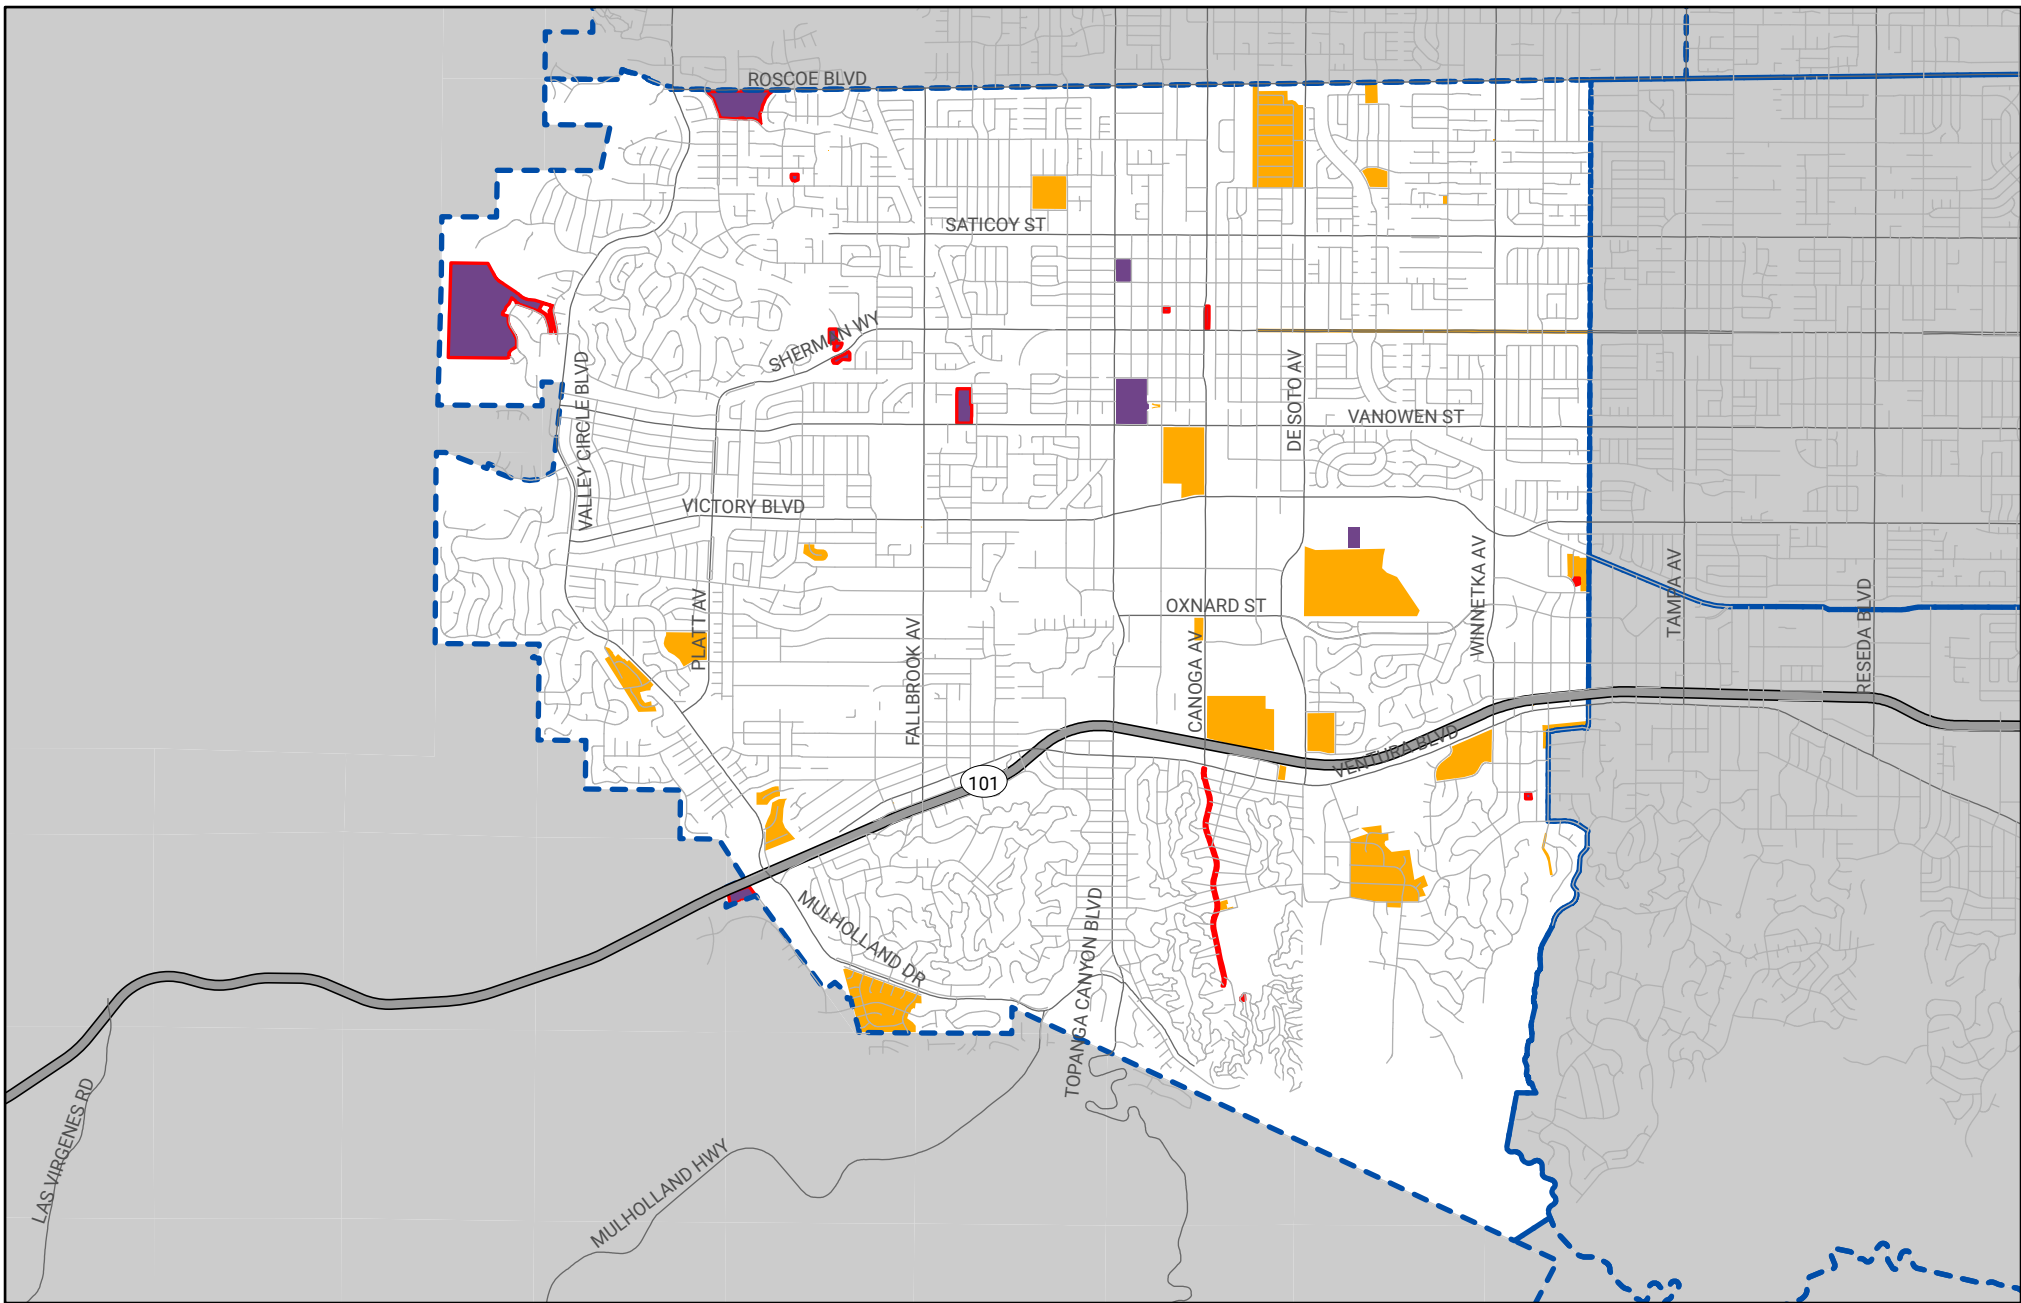 ROSCOE BLVD
SATICOY ST
SHERMAN WY
VALLEY CIRCLE BLVD
DE SOTO AV
VANOWEN ST
VICTORY BLVD
PLATT AV
OXNARD ST
WINNETKA AV
TAMPA AV
RESEDA BLVD
FALLBROOK AV
CANOGA AV
VENTURA BLVD
101
MULHOLLAND DR
TOPANGA CANYON BLVD
LAS VIRGENES RD
MULHOLLAND HWY